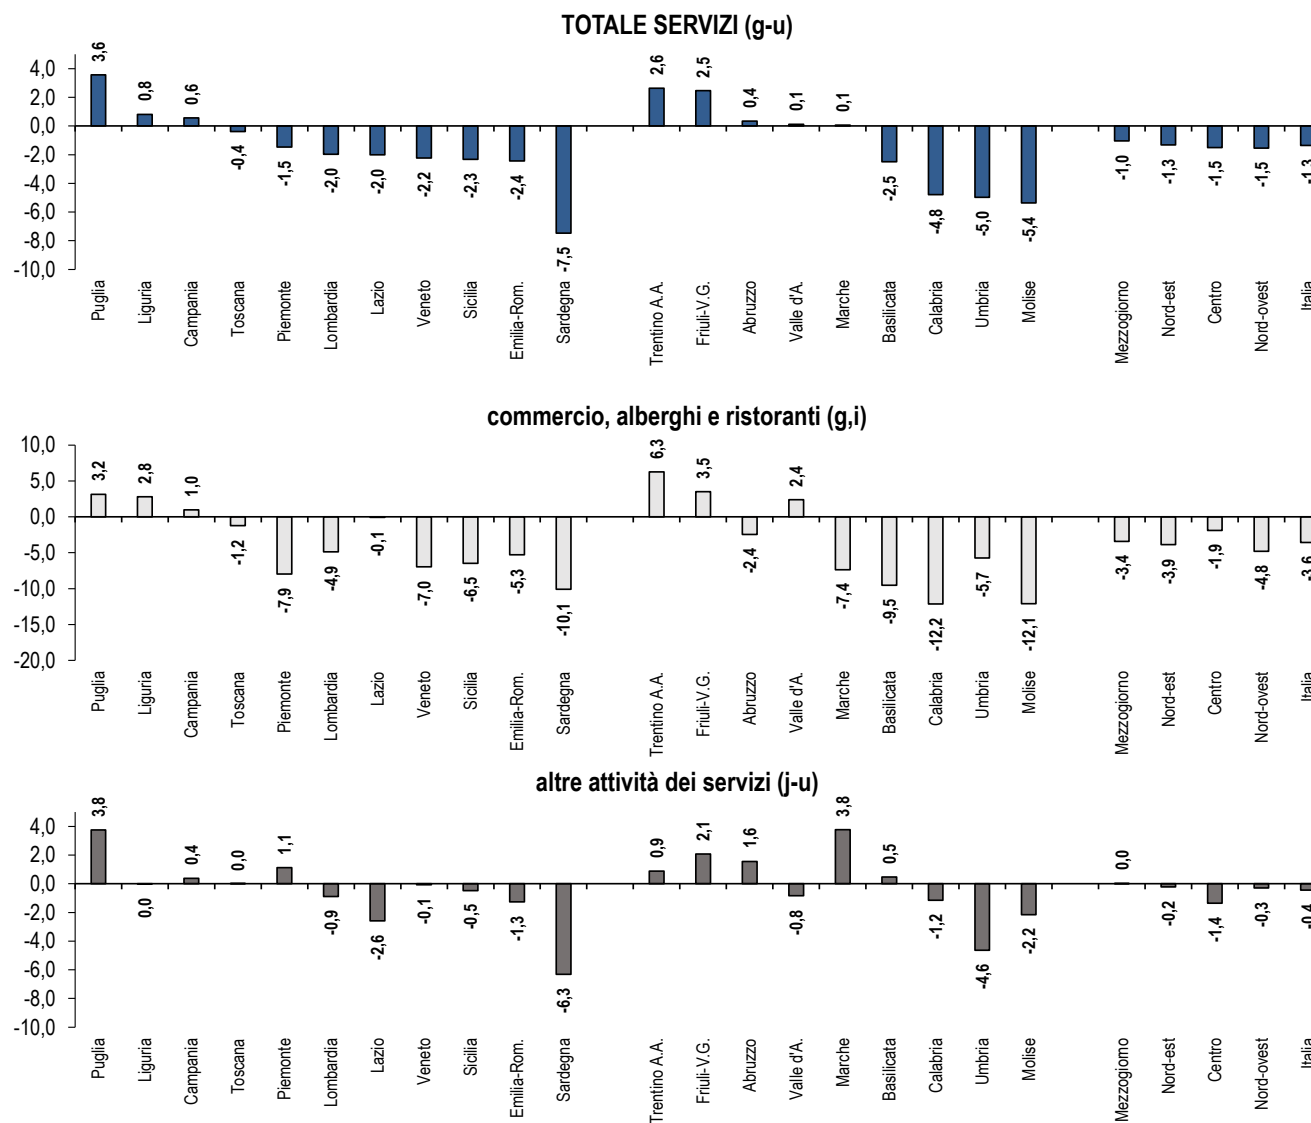 TOTALE SERVIZI (g-u)
4,0
2,0
0,0
-2,0
-4,0
-6,0
-8,0
-10,0
3,6
0,8
0,6
-0,4
-1,5
-2,0
-2,0
-2,2
-2,3
-2,4
-7,5
2,6
2,5
0,4
0,1
0,1
-2,5
-4,8
-5,0
-5,4
-1,0
-1,3
-1,5
-1,5
-1,3
Puglia
Liguria
Campania
Toscana
Piemonte
Lombardia
Lazio
Veneto
Sicilia
Emilia-Rom.
Sardegna
Trentino A.A.
Friuli-V.G.
Abruzzo
Valle d'A.
Marche
Basilicata
Calabria
Umbria
Molise
Mezzogiorno
Nord-est
Centro
Nord-ovest
Italia
commercio, alberghi e ristoranti (g,i)
10,0
5,0
0,0
-5,0
-10,0
-15,0
-20,0
3,2
2,8
1,0
-1,2
-7,9
-4,9
-0,1
-7,0
-6,5
-5,3
-10,1
6,3
3,5
-2,4
2,4
-7,4
-9,5
-12,2
-5,7
-12,1
-3,4
-3,9
-1,9
-4,8
-3,6
Puglia
Liguria
Campania
Toscana
Piemonte
Lombardia
Lazio
Veneto
Sicilia
Emilia-Rom.
Sardegna
Trentino A.A.
Friuli-V.G.
Abruzzo
Valle d'A.
Marche
Basilicata
Calabria
Umbria
Molise
Mezzogiorno
Nord-est
Centro
Nord-ovest
Italia
altre attività dei servizi (j-u)
4,0
2,0
0,0
-2,0
-4,0
-6,0
-8,0
-10,0
3,8
0,0
0,4
0,0
1,1
-0,9
-2,6
-0,1
-0,5
-1,3
-6,3
0,9
2,1
1,6
-0,8
3,8
0,5
-1,2
-4,6
-2,2
0,0
-0,2
-1,4
-0,3
-0,4
Puglia
Liguria
Campania
Toscana
Piemonte
Lombardia
Lazio
Veneto
Sicilia
Emilia-Rom.
Sardegna
Trentino A.A.
Friuli-V.G.
Abruzzo
Valle d'A.
Marche
Basilicata
Calabria
Umbria
Molise
Mezzogiorno
Nord-est
Centro
Nord-ovest
Italia